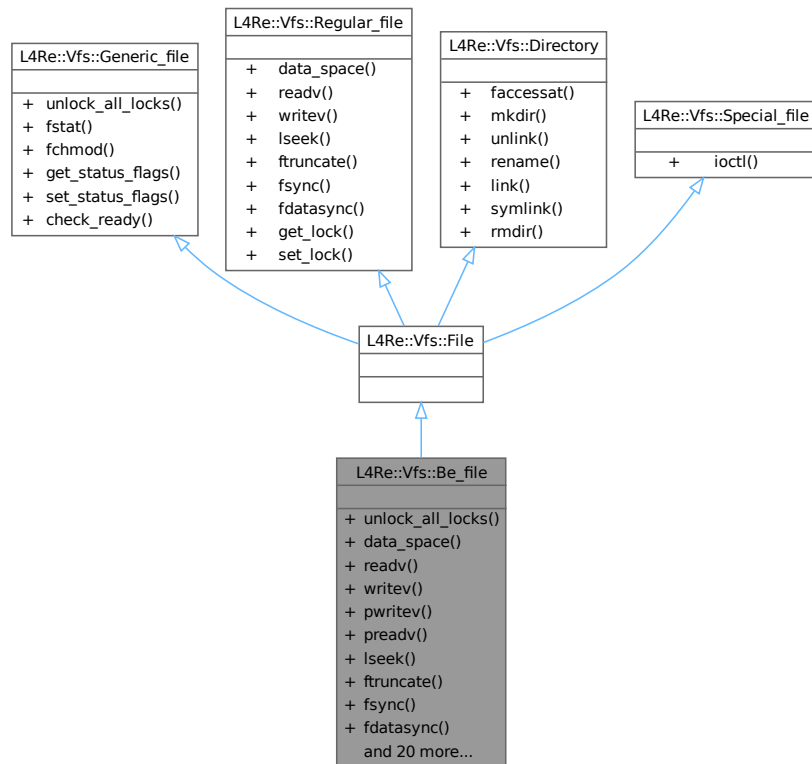 L4Re::Vfs::Generic_file
+ unlock_all_locks()
+ fstat()
+ fchmod()
+ get_status_flags()
+ set_status_flags()
+ check_ready()
L4Re::Vfs::Regular_file
+ data_space()
+ readv()
+ writev()
+ lseek()
+ ftruncate()
+ fsync()
+ fdatasync()
+ get_lock()
+ set_lock()
L4Re::Vfs::Directory
+ faccessat()
+ mkdir()
+ unlink()
+ rename()
+ link()
+ symlink()
+ rmdir()
L4Re::Vfs::Special_file
+ ioctl()
L4Re::Vfs::File
L4Re::Vfs::Be_file
+ unlock_all_locks()
+ data_space()
+ readv()
+ writev()
+ pwritev()
+ preadv()
+ lseek()
+ ftruncate()
+ fsync()
+ fdatasync()
and 20 more...